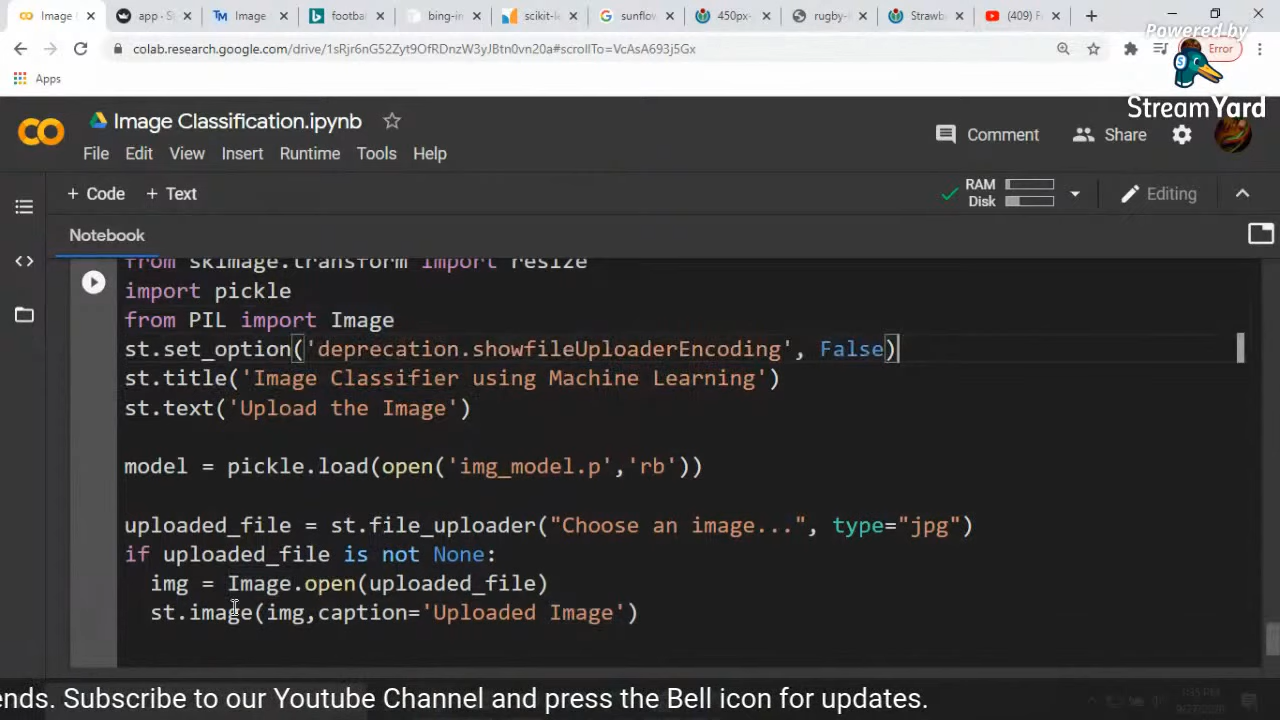 Image
app · S
Image
footba
bing-in
scikit-le
sunflow
450px-
rugby-
Strawb
(409) F
colab.research.google.com/drive/1sRjr6nG52Zyt9OfRDnzW3yJBtn0vn20a#scrollTo=VcAsA693j5Gx
Error
Powered by
StreamYard
Apps
Image Classification.ipynb
Comment
Share
File Edit View Insert Runtime Tools Help
+ Code + Text
RAM
Disk
Editing
Notebook
from skimage.transform import resize
import pickle
from PIL import Image
st.set_option('deprecation.showfileUploaderEncoding', False)
st.title('Image Classifier using Machine Learning')
st.text('Upload the Image')
model = pickle.load(open('img_model.p','rb'))
uploaded_file = st.file_uploader("Choose an image...", type="jpg")
if uploaded_file is not None:
img = Image.open(uploaded_file)
st.image(img,caption='Uploaded Image')
ends. Subscribe to our Youtube Channel and press the Bell icon for updates.